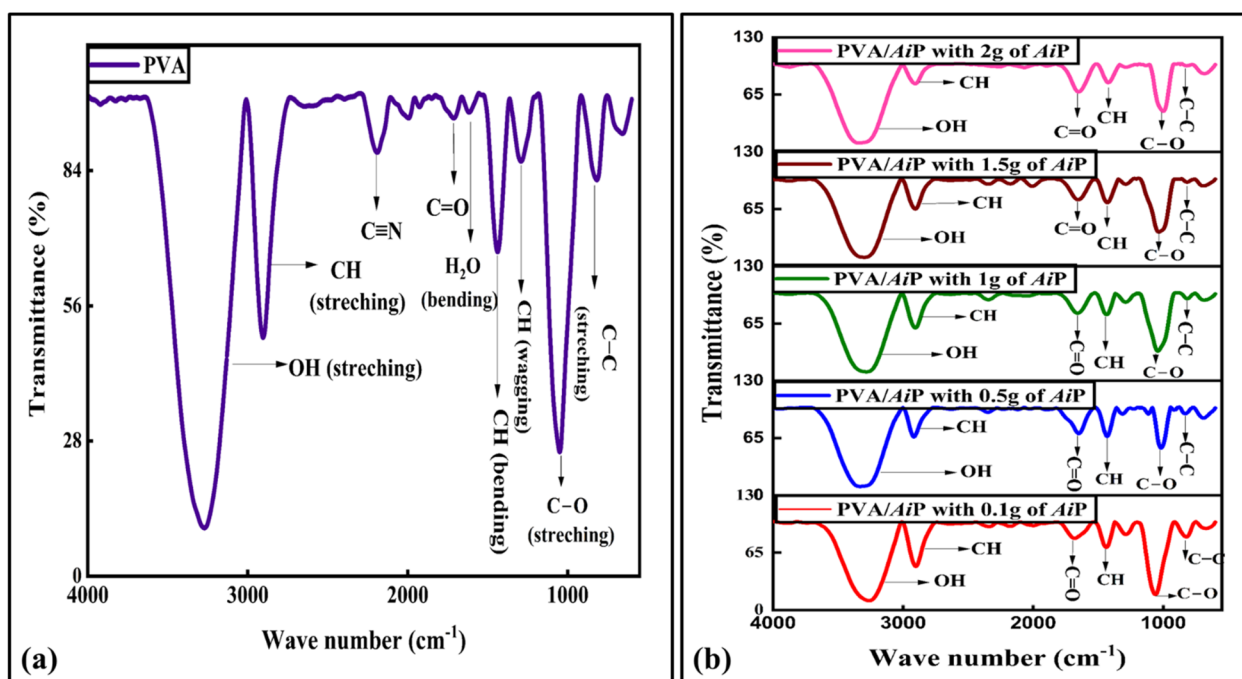 PVA
Transmittance (%)
84
56
28
0
C≡N
C=O
H₂O
(bending)
CH
(streching)
OH (streching)
CH (bending)
CH (wagging)
C−O
(streching)
C−C
(streching)
4000
3000
2000
1000
Wave number (cm⁻¹)
(a)
Transmittance (%)
130
PVA/AiP with 2g of AiP
65
CH
OH
C=O
CH
C−O
C−C
130
PVA/AiP with 1.5g of AiP
65
CH
OH
C=O
CH
C−O
C−C
130
PVA/AiP with 1g of AiP
65
CH
OH
C=O
CH
C−O
C−C
130
PVA/AiP with 0.5g of AiP
65
CH
OH
C=O
CH
C−O
C−C
130
PVA/AiP with 0.1g of AiP
65
CH
OH
C=O
CH
C−O
C−C
0
4000
3000
2000
1000
Wave number (cm⁻¹)
(b)